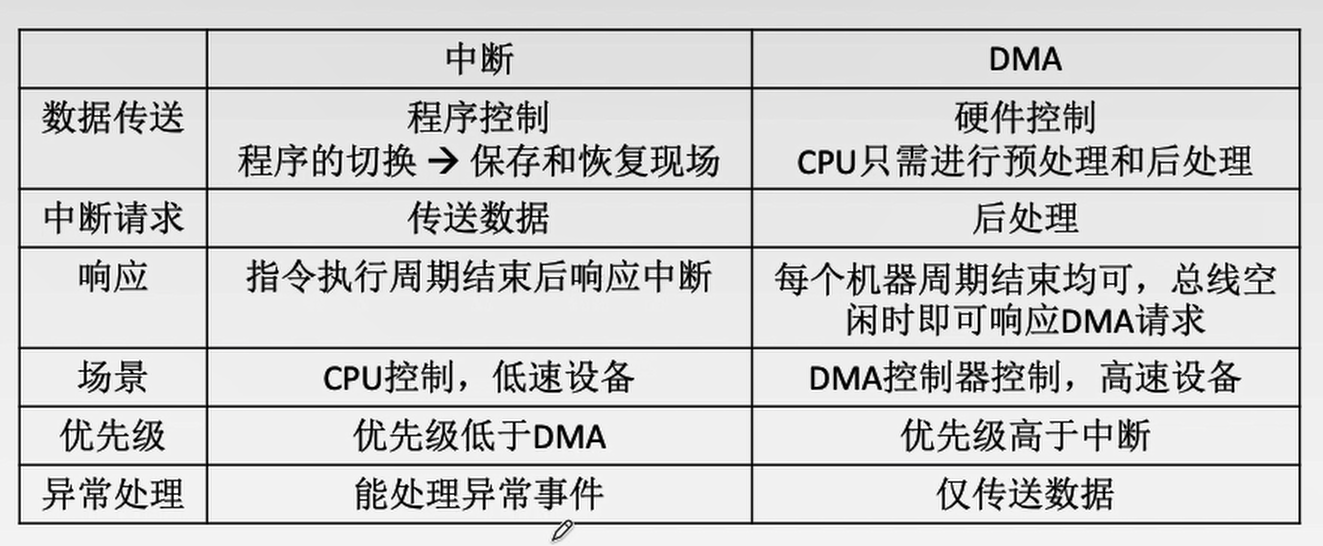 中断 DMA
数据传送 程序控制 硬件控制
程序的切换 → 保存和恢复现场 CPU只需进行预处理和后处理
中断请求 传送数据 后处理
响应 指令执行周期结束后响应中断 每个机器周期结束均可，总线空
闲时即可响应DMA请求
场景 CPU控制，低速设备 DMA控制器控制，高速设备
优先级 优先级低于DMA 优先级高于中断
异常处理 能处理异常事件 仅传送数据